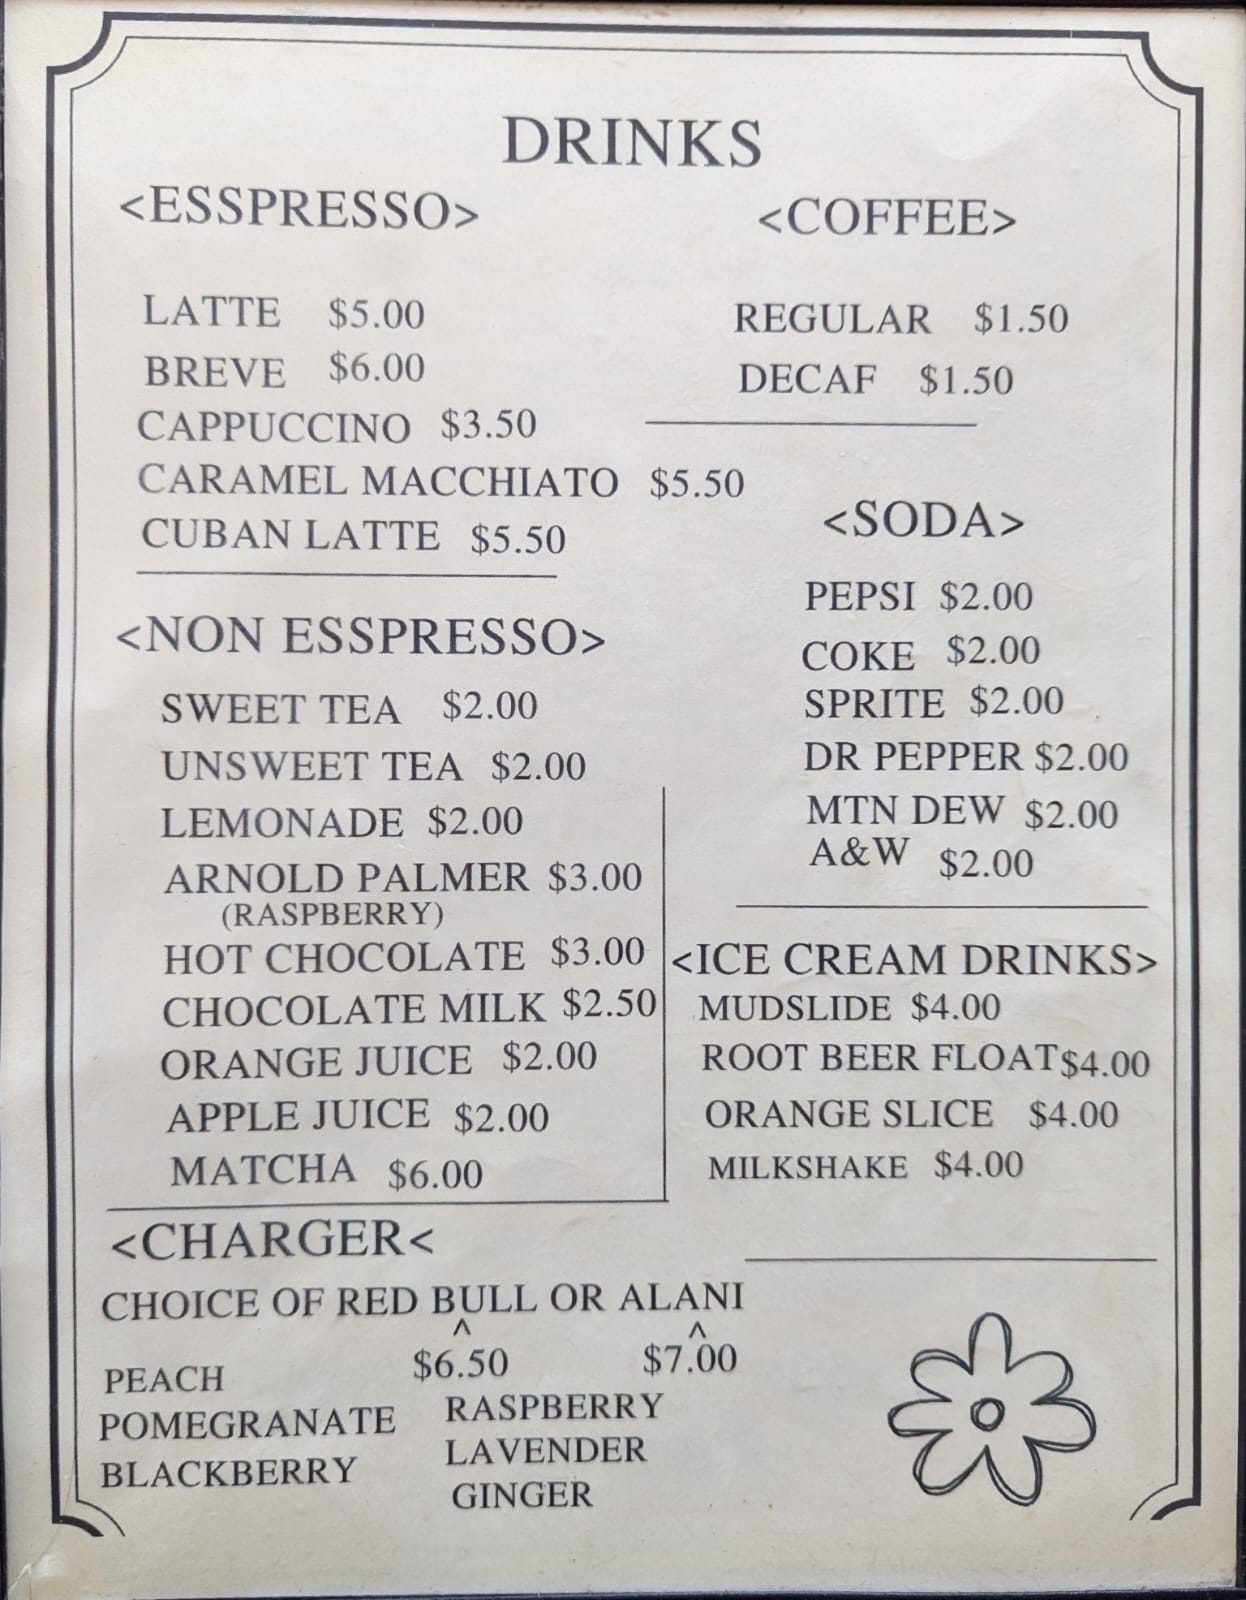 DRINKS
<ESSPRESSO>
LATTE $5.00
BREVE $6.00
CAPPUCCINO $3.50
CARAMEL MACCHIATO $5.50
CUBAN LATTE $5.50
<NON ESSPRESSO>
SWEET TEA $2.00
UNSWEET TEA $2.00
LEMONADE $2.00
ARNOLD PALMER $3.00
(RASPBERRY)
HOT CHOCOLATE $3.00
CHOCOLATE MILK $2.50
ORANGE JUICE $2.00
APPLE JUICE $2.00
MATCHA $6.00
<COFFEE>
REGULAR $1.50
DECAF $1.50
<SODA>
PEPSI $2.00
COKE $2.00
SPRITE $2.00
DR PEPPER $2.00
MTN DEW $2.00
A&W $2.00
<ICE CREAM DRINKS>
MUDSLIDE $4.00
ROOT BEER FLOAT $4.00
ORANGE SLICE $4.00
MILKSHAKE $4.00
<CHARGER<
CHOICE OF RED BULL OR ALANI
^ ^
$6.50 $7.00
PEACH
POMEGRANATE
BLACKBERRY
RASPBERRY
LAVENDER
GINGER